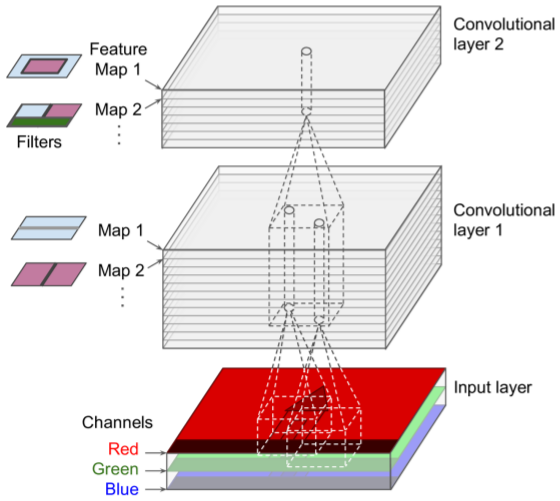 Convolutional
layer 2
Feature
Map 1
Map 2
Filters
Convolutional
layer 1
Map 1
Map 2
Input layer
Channels
Red
Green
Blue